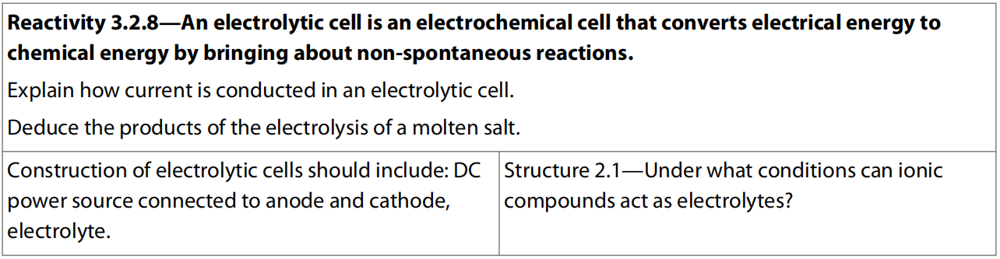 Reactivity 3.2.8—An electrolytic cell is an electrochemical cell that converts electrical energy to
chemical energy by bringing about non-spontaneous reactions.
Explain how current is conducted in an electrolytic cell.
Deduce the products of the electrolysis of a molten salt.
Construction of electrolytic cells should include: DC
power source connected to anode and cathode,
electrolyte.
Structure 2.1—Under what conditions can ionic
compounds act as electrolytes?